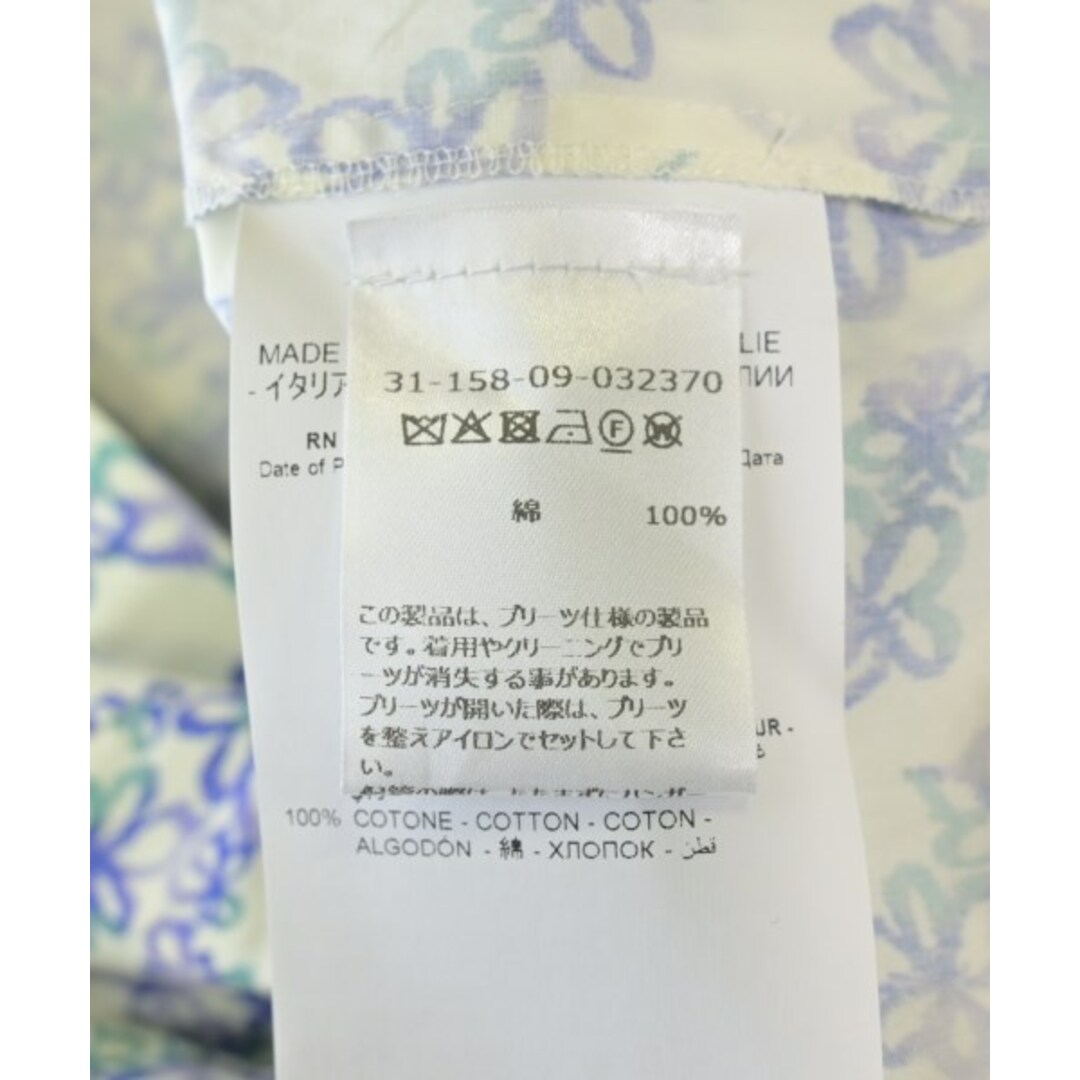 MADE
LIE
- イタリア
31-158-09-032370
RN
Date of P
Дата
F
W
綿 100%
この製品は、プリーツ仕様の製品
です。着用やクリーニングでプリ
ーツが消失する事があります。
プリーツが開いた際は、プリーツ
を整えアイロンでセットして下さ
い。
UR -
100% COTONE - COTTON - COTON -
ALGODÓN - 綿 - ХЛОПОК - قطن